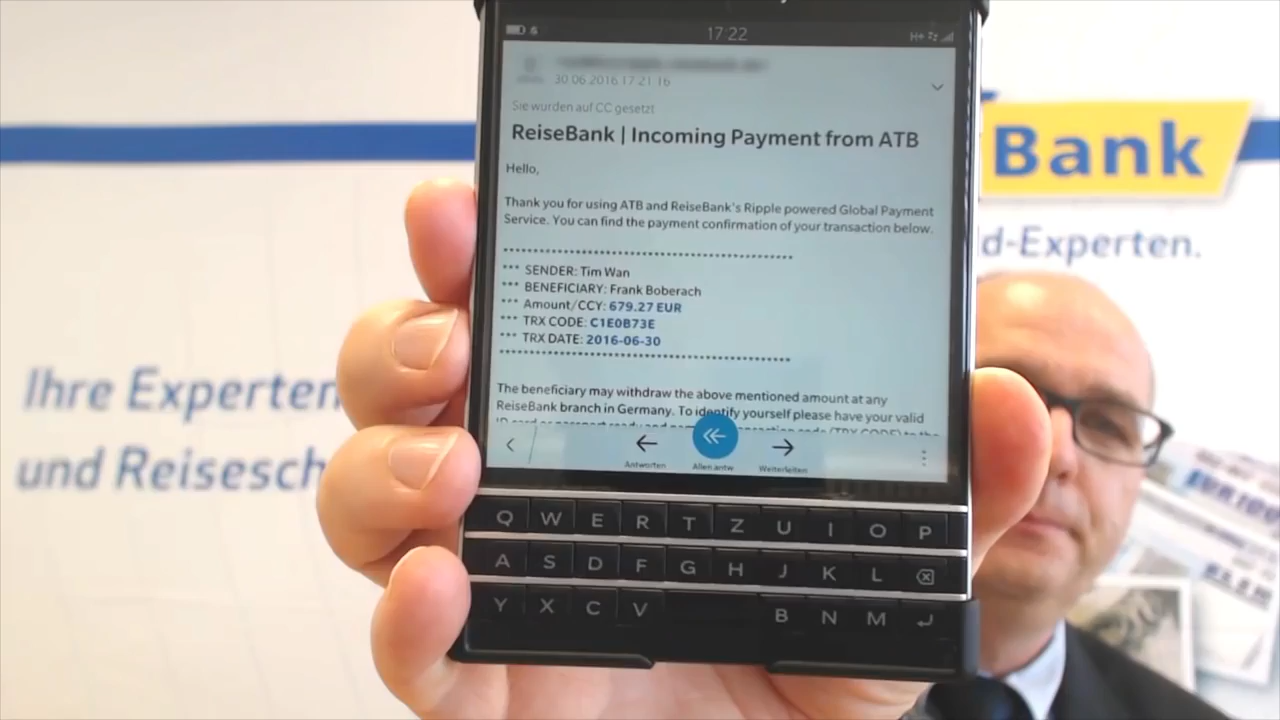 17:22
H+
30 06 2016 17:21:16
Sie wurden auf CC gesetzt
ReiseBank | Incoming Payment from ATB
Hello,
Thank you for using ATB and ReiseBank's Ripple powered Global Payment
Service. You can find the payment confirmation of your transaction below.
*** SENDER: Tim Wan
*** BENEFICIARY: Frank Boberach
*** Amount/CCY: 679.27 EUR
*** TRX CODE: C1E0B73E
*** TRX DATE: 2016-06-30
The beneficiary may withdraw the above mentioned amount at any
ReiseBank branch in Germany. To identify yourself please have your valid
Antworten
Allen antw
Weiterleiten
Q W E R T Z U I O P
A S D F G H J K L
Y X C V B N M
Bank
d-Experten.
Ihre Experten
und Reisesch